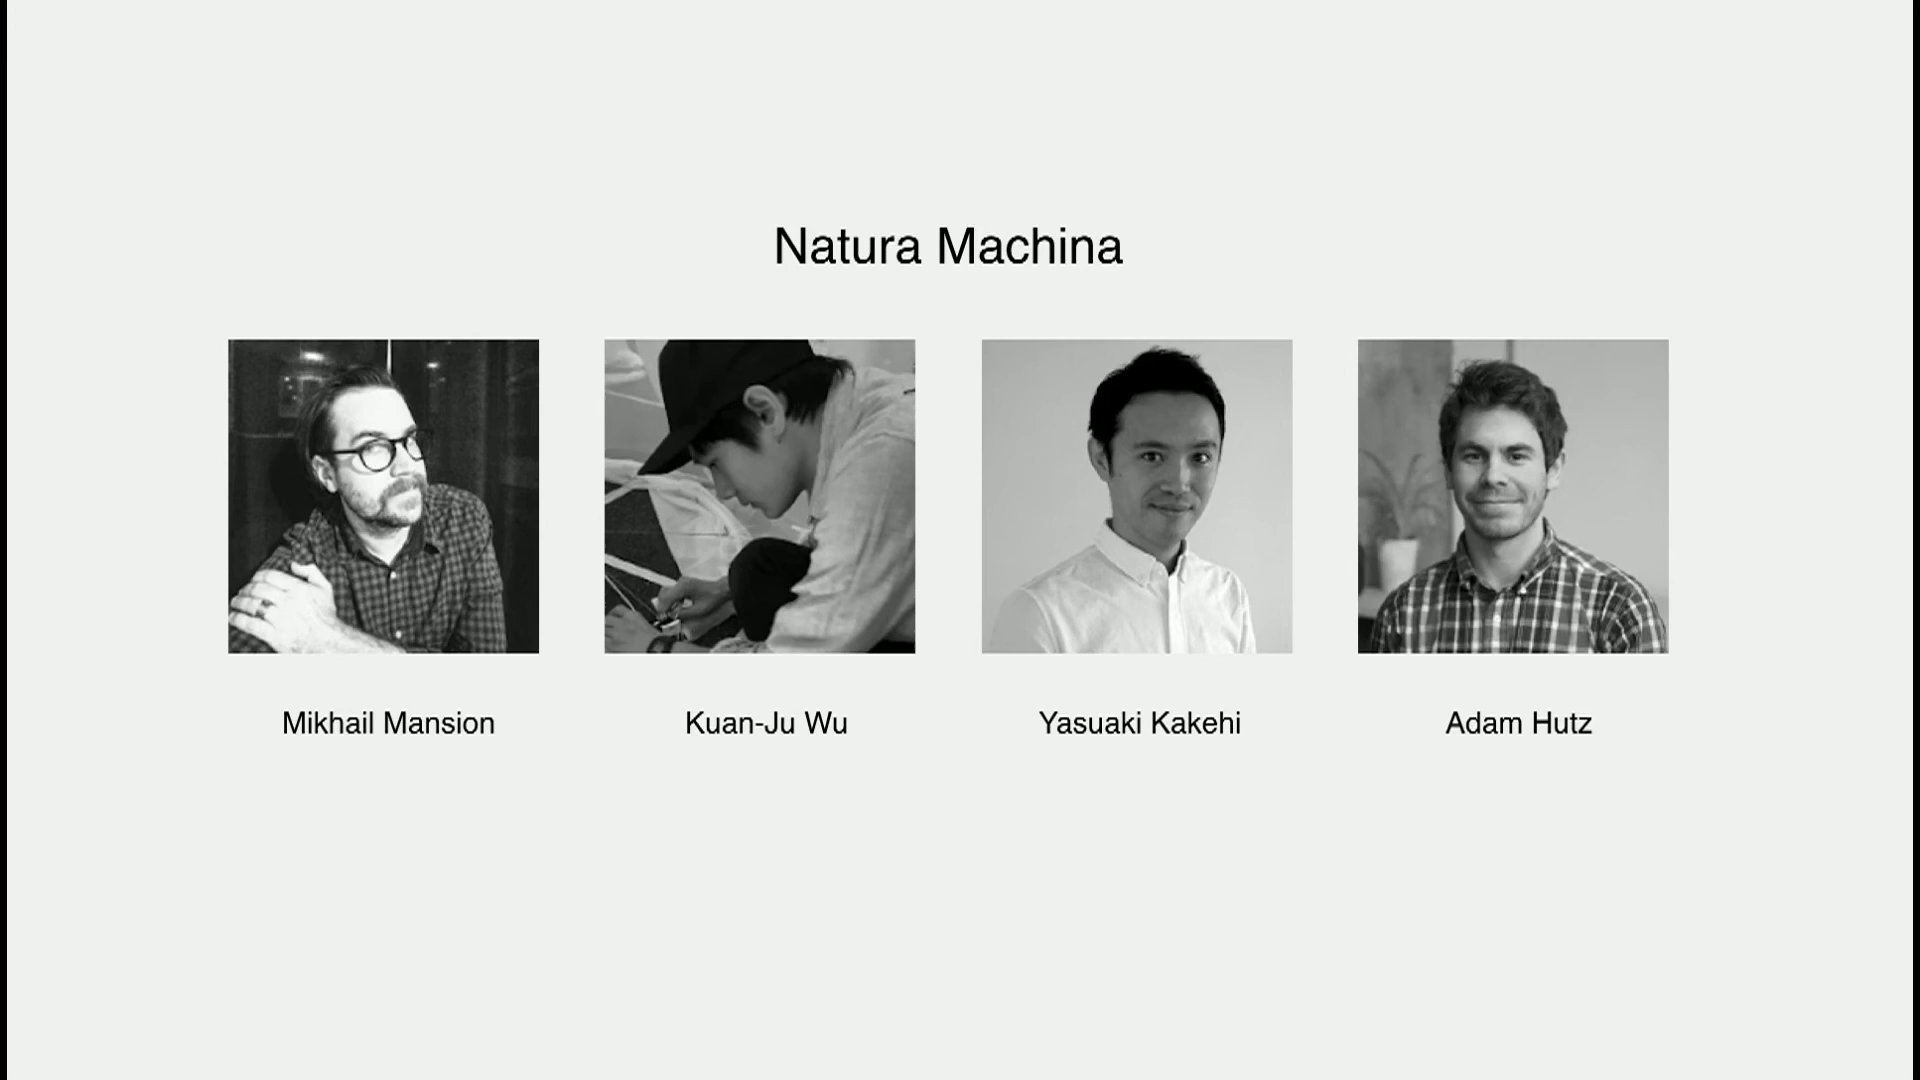 Natura Machina
Mikhail Mansion
Kuan-Ju Wu
Yasuaki Kakehi
Adam Hutz